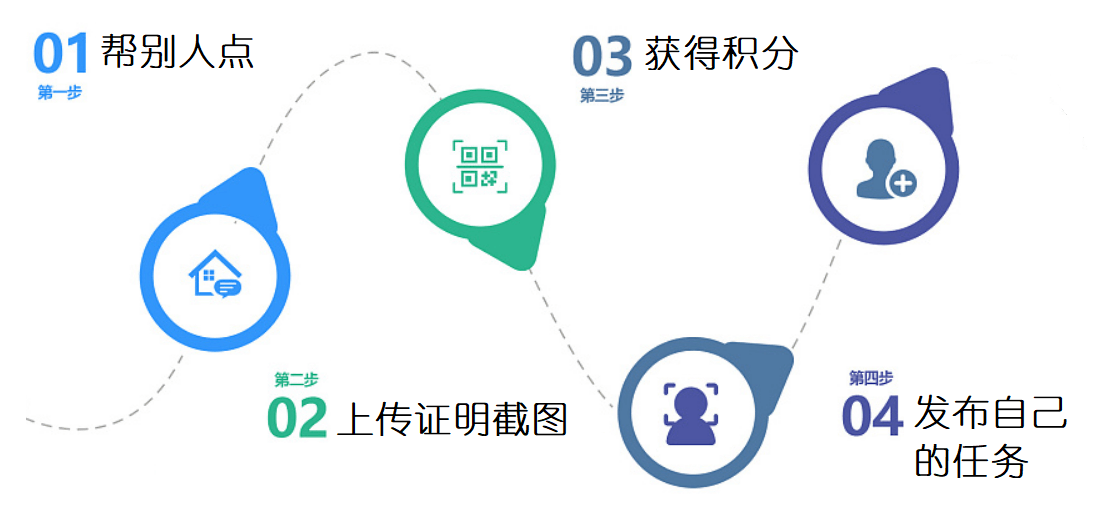 01 帮别人点
第一步
第二步
02 上传证明截图
03 获得积分
第三步
第四步
04 发布自己
的任务